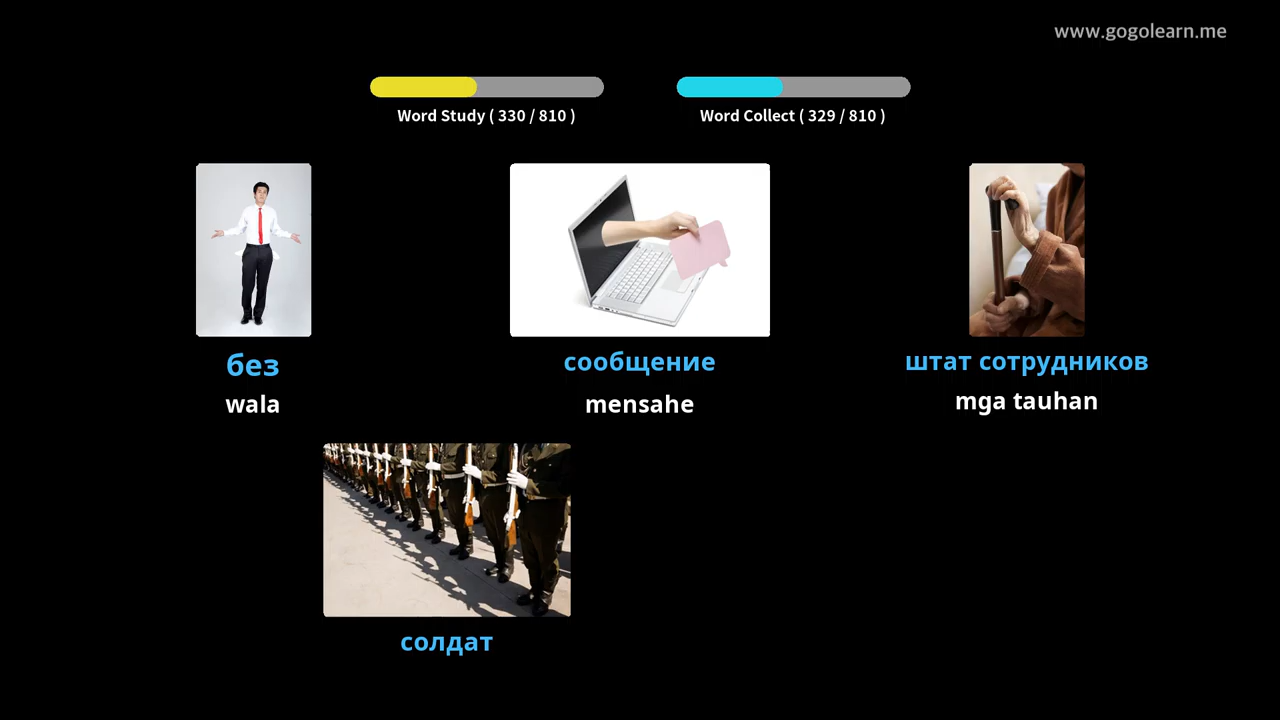 www.gogolearn.me
Word Study ( 330 / 810 )
Word Collect ( 329 / 810 )
без
wala
сообщение
mensahe
штат сотрудников
mga tauhan
солдат